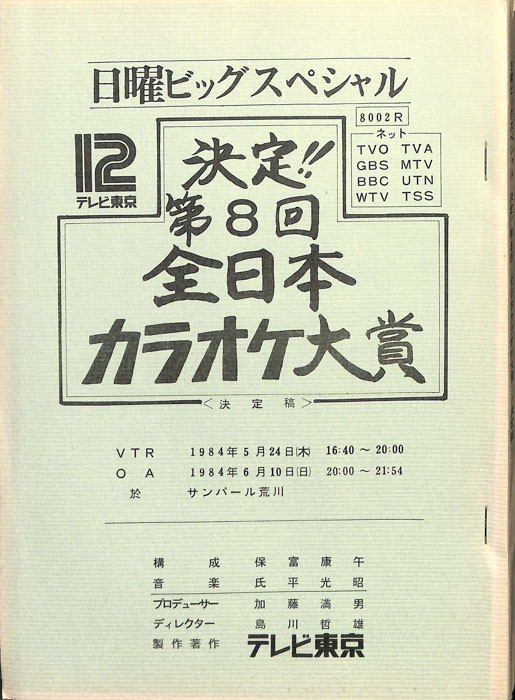 日曜ビッグスペシャル
8002R
12
テレビ東京
ネット
TVO TVA
GBS MTV
BBC UTN
WTV TSS
決定!!
第8回
全日本
カラオケ大賞
＜決定稿＞
VTR 1984年5月24日(木) 16:40～20:00
OA 1984年6月10日(日) 20:00～21:54
於 サンパール荒川
構成 保富康午
音楽 氏平光昭
プロデューサー 加藤満男
ディレクター 島川哲雄
製作著作 テレビ東京